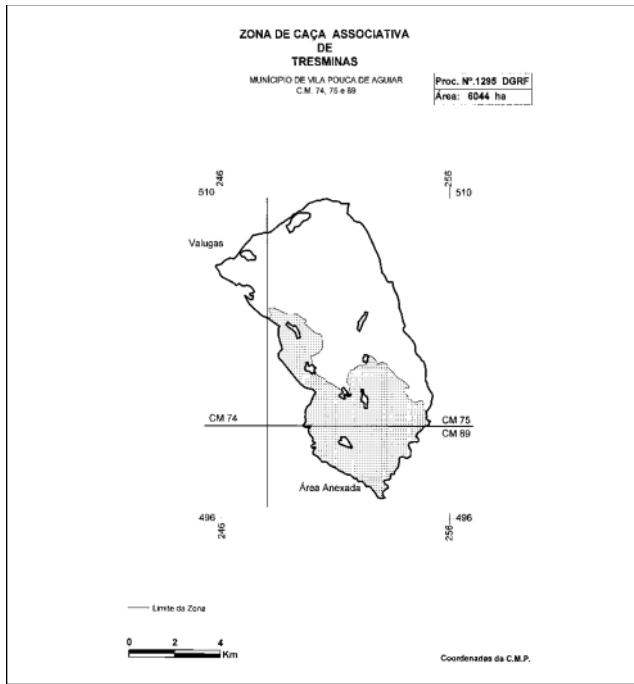 ZONA DE CAÇA ASSOCIATIVA
DE
TRESMINAS
MUNÍCIPIO DE VILA POUCA DE AGUIAR
C.M. 74, 75 e 89
Proc. Nº.1295 DGRF
Área: 6044 ha
246
256
510
510
Valugas
CM 74
CM 75
CM 89
Área Anexada
496
496
246
256
Limite da Zona
0 2 4
Km
Coordenadas da C.M.P.